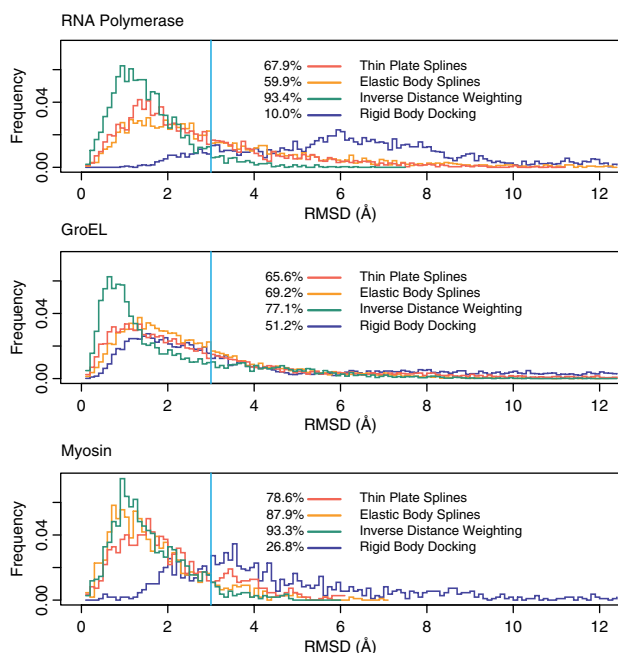 RNA Polymerase
67.9% Thin Plate Splines
59.9% Elastic Body Splines
93.4% Inverse Distance Weighting
10.0% Rigid Body Docking
Frequency
0.00 0.04
0 2 4 6 8 10 12
RMSD (Å)
GroEL
65.6% Thin Plate Splines
69.2% Elastic Body Splines
77.1% Inverse Distance Weighting
51.2% Rigid Body Docking
Frequency
0.00 0.04
0 2 4 6 8 10 12
RMSD (Å)
Myosin
78.6% Thin Plate Splines
87.9% Elastic Body Splines
93.3% Inverse Distance Weighting
26.8% Rigid Body Docking
Frequency
0.00 0.04
0 2 4 6 8 10 12
RMSD (Å)